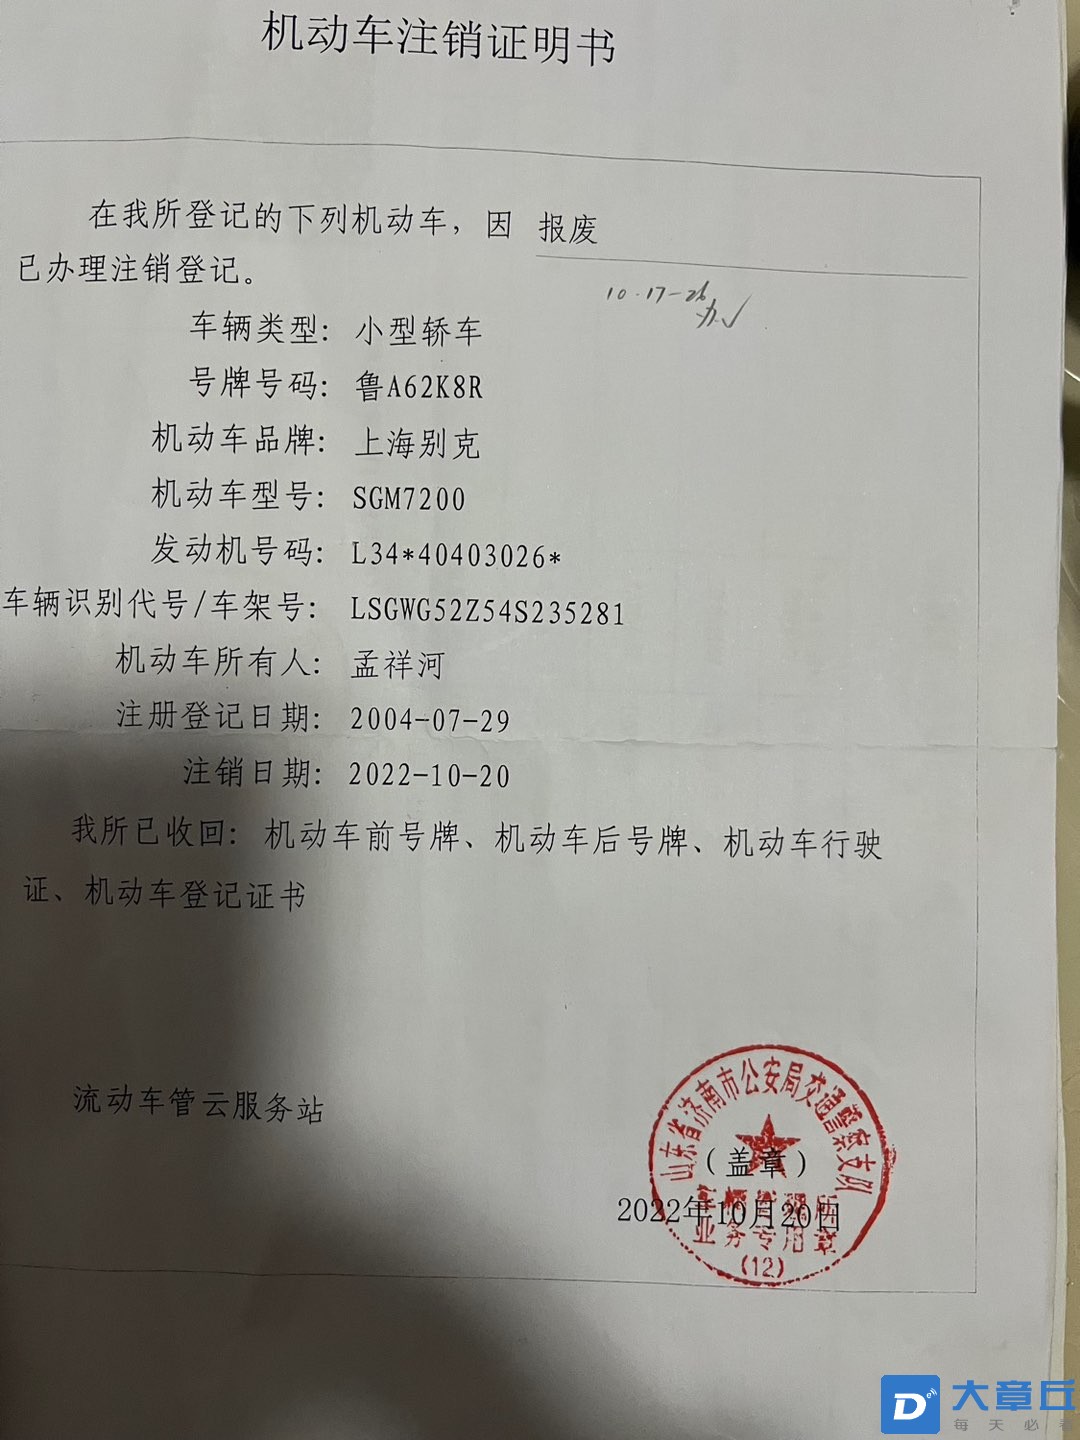 机动车注销证明书
在我所登记的下列机动车，因 报废
已办理注销登记。
10.17-26
办✓
车辆类型： 小型轿车
号牌号码： 鲁A62K8R
机动车品牌： 上海别克
机动车型号： SGM7200
发动机号码： L34*40403026*
车辆识别代号/车架号： LSGWG52Z54S235281
机动车所有人： 孟祥河
注册登记日期： 2004-07-29
注销日期： 2022-10-20
我所已收回： 机动车前号牌、机动车后号牌、机动车行驶
证、机动车登记证书
流动车管云服务站
山东省济南市公安局交通警察支队
（盖章）
2022年10月20日
业务专用章
(12)
大章丘
每天必看